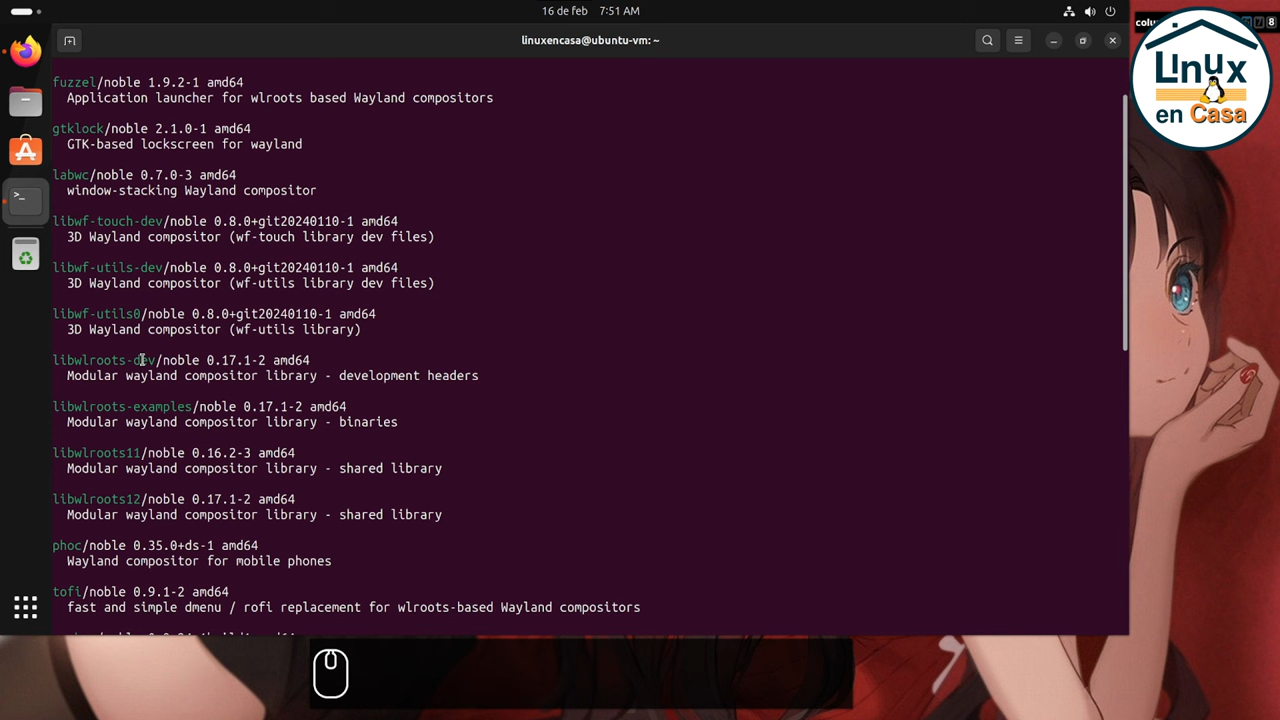 16 de feb 7:51 AM
linuxencasa@ubuntu-vm: ~
8
LInux
en Casa
fuzzel/noble 1.9.2-1 amd64
Application launcher for wlroots based Wayland compositors
gtklock/noble 2.1.0-1 amd64
GTK-based lockscreen for wayland
labwc/noble 0.7.0-3 amd64
window-stacking Wayland compositor
libwf-touch-dev/noble 0.8.0+git20240110-1 amd64
3D Wayland compositor (wf-touch library dev files)
libwf-utils-dev/noble 0.8.0+git20240110-1 amd64
3D Wayland compositor (wf-utils library dev files)
libwf-utils0/noble 0.8.0+git20240110-1 amd64
3D Wayland compositor (wf-utils library)
libwlroots-dev/noble 0.17.1-2 amd64
Modular wayland compositor library - development headers
libwlroots-examples/noble 0.17.1-2 amd64
Modular wayland compositor library - binaries
libwlroots11/noble 0.16.2-3 amd64
Modular wayland compositor library - shared library
libwlroots12/noble 0.17.1-2 amd64
Modular wayland compositor library - shared library
phoc/noble 0.35.0+ds-1 amd64
Wayland compositor for mobile phones
tofi/noble 0.9.1-2 amd64
fast and simple dmenu / rofi replacement for wlroots-based Wayland compositors